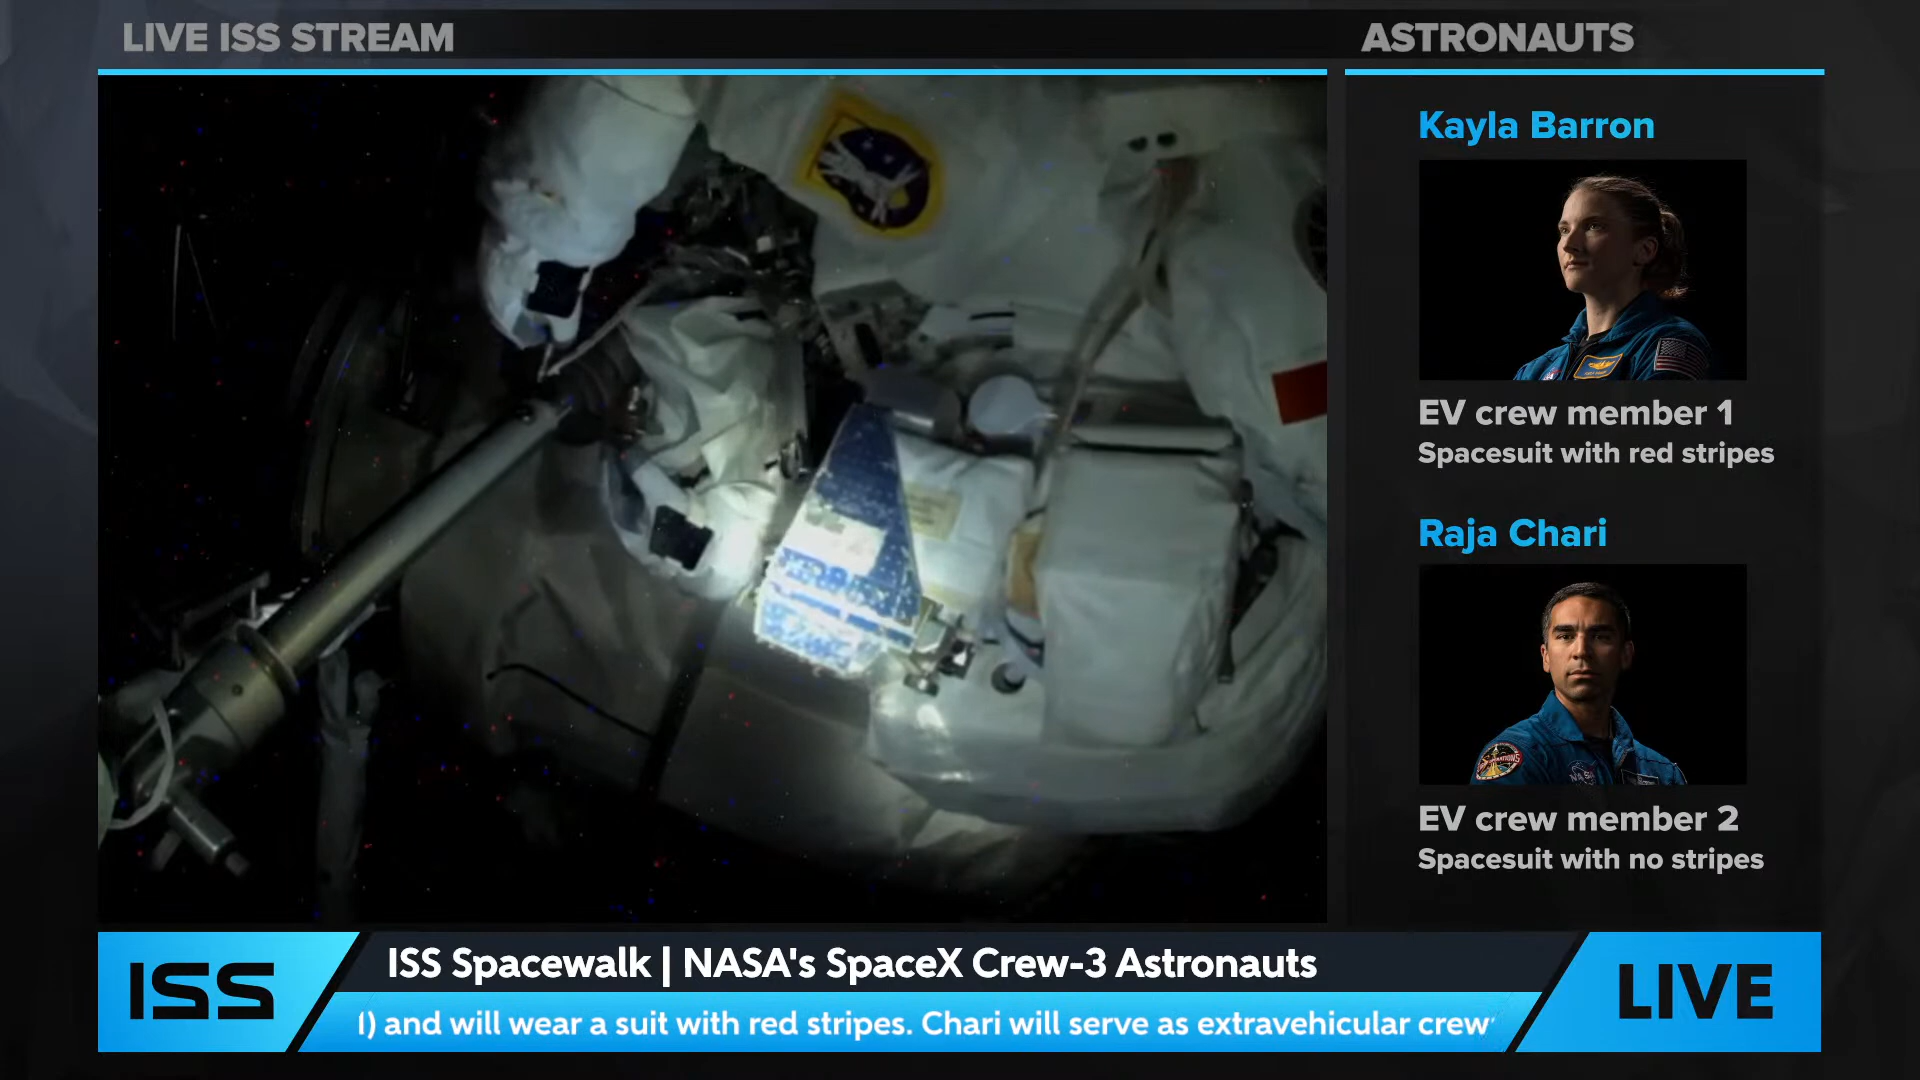 LIVE ISS STREAM
ASTRONAUTS
Kayla Barron
EV crew member 1
Spacesuit with red stripes
Raja Chari
EV crew member 2
Spacesuit with no stripes
ISS
ISS Spacewalk | NASA's SpaceX Crew-3 Astronauts
1) and will wear a suit with red stripes. Chari will serve as extravehicular crew
LIVE
NASA